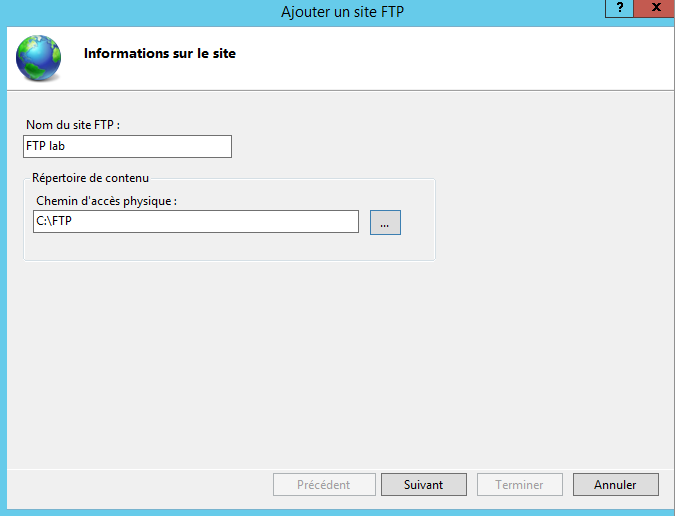 Ajouter un site FTP
?
x
Informations sur le site
Nom du site FTP :
FTP lab
Répertoire de contenu
Chemin d'accès physique :
C:\FTP
...
Précédent
Suivant
Terminer
Annuler